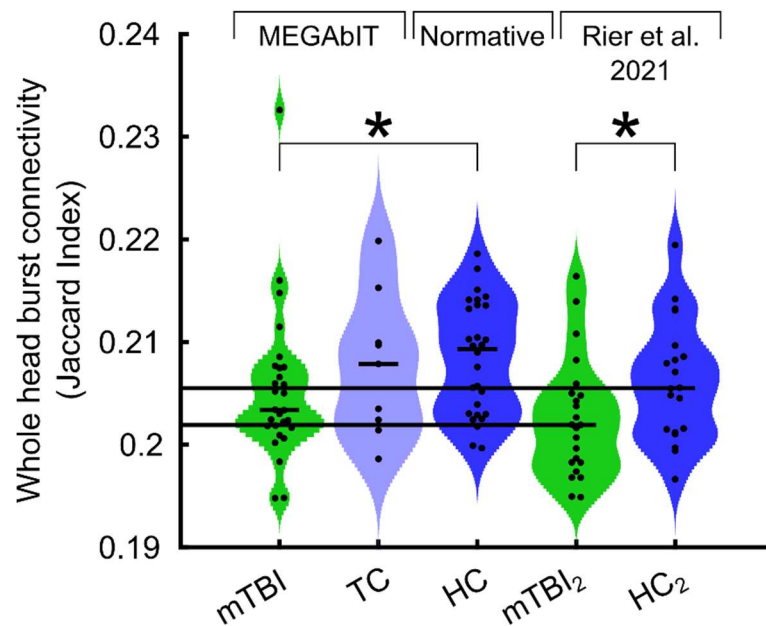 MEGAbIT
Normative
Rier et al.
2021
Whole head burst connectivity
(Jaccard Index)
0.24
0.23
0.22
0.21
0.2
0.19
*
*
mTBI
TC
HC
mTBI₂
HC₂